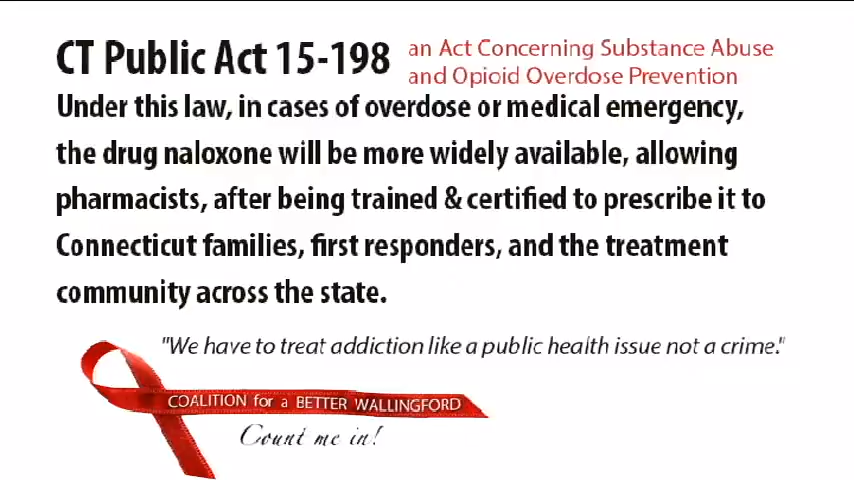 CT Public Act 15-198
an Act Concerning Substance Abuse
and Opioid Overdose Prevention
Under this law, in cases of overdose or medical emergency,
the drug naloxone will be more widely available, allowing
pharmacists, after being trained & certified to prescribe it to
Connecticut families, first responders, and the treatment
community across the state.
"We have to treat addiction like a public health issue not a crime."
COALITION for a BETTER WALLINGFORD
Count me in!